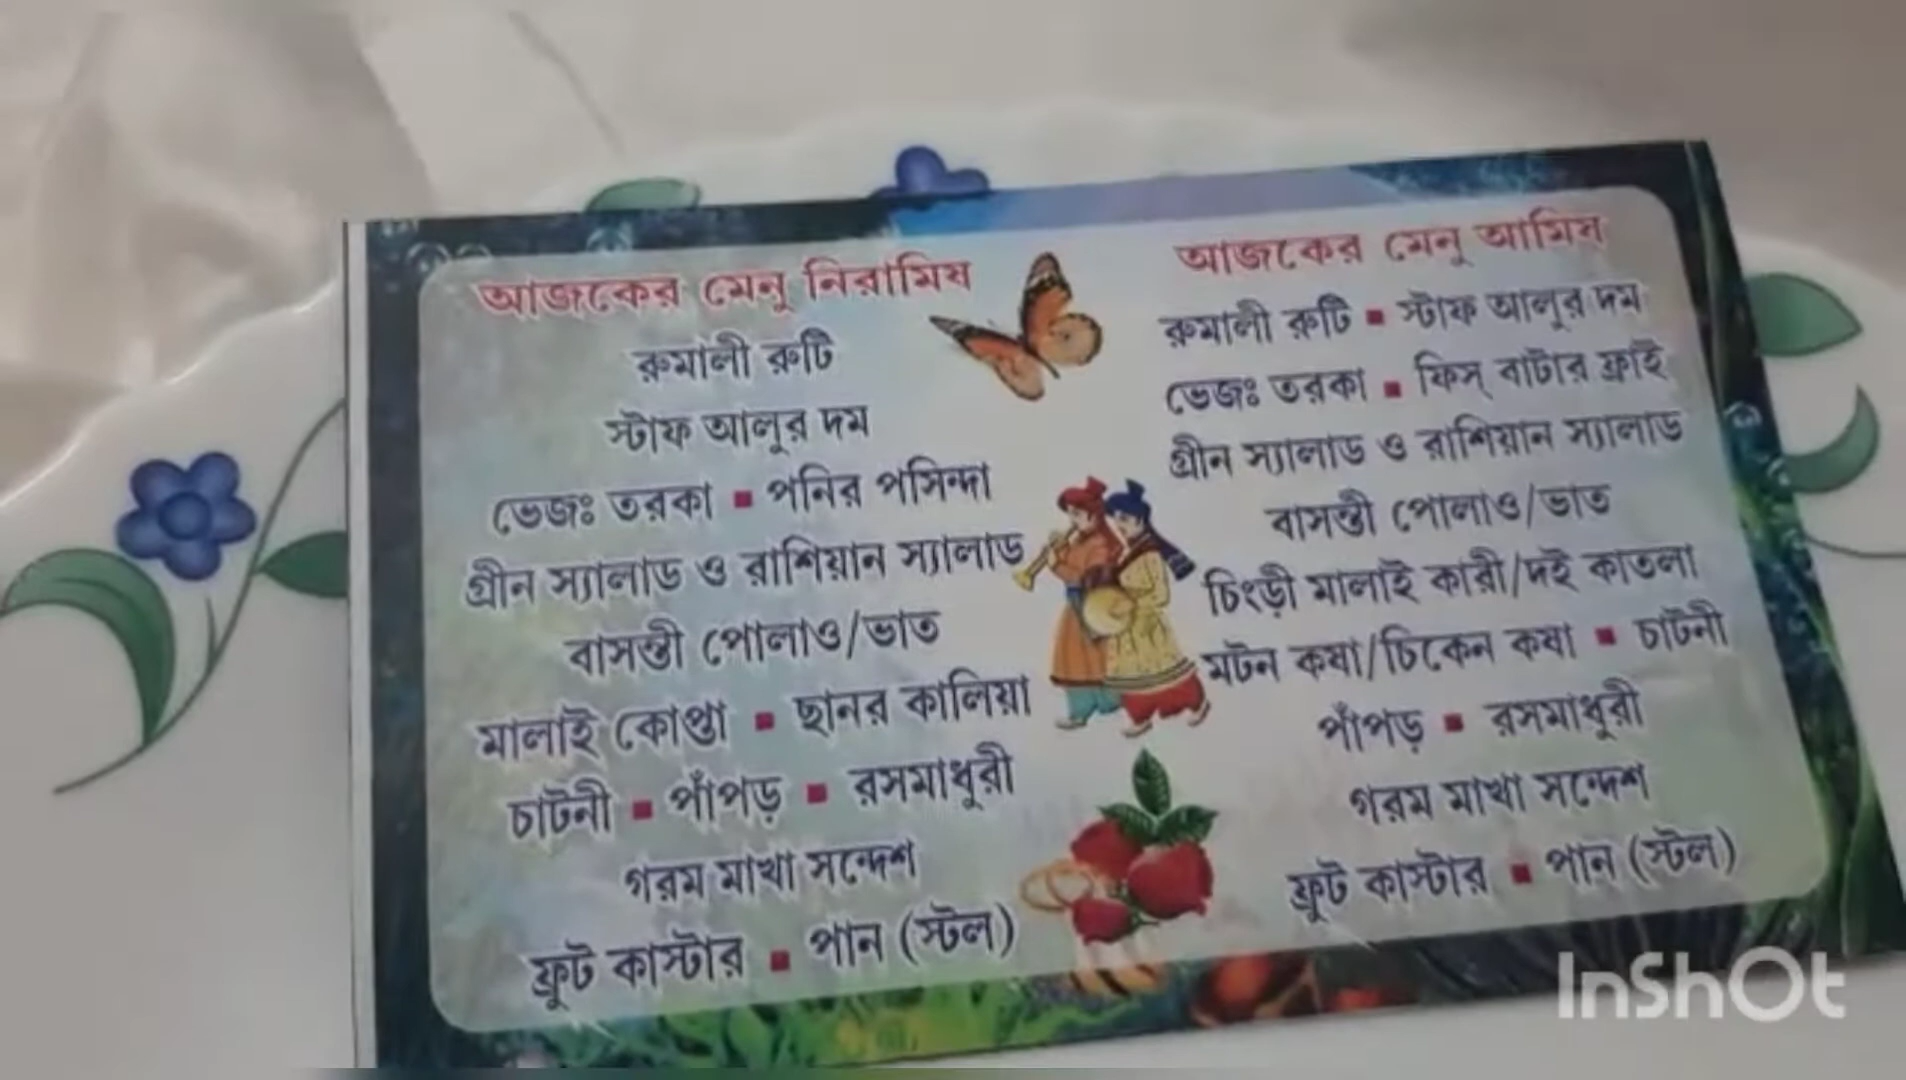 আজকের মেনু নিরামিষ
রুমালী রুটি
স্টাফ আলুর দম
ভেজঃ তরকা ▪ পনির পসিন্দা
গ্রীন স্যালাড ও রাশিয়ান স্যালাড
বাসন্তী পোলাও/ভাত
মালাই কোপ্তা ▪ ছানর কালিয়া
চাটনী ▪ পাঁপড় ▪ রসমাধুরী
গরম মাখা সন্দেশ
ফ্রুট কাস্টার ▪ পান (স্টল)
আজকের মেনু আমিষ
রুমালী রুটি ▪ স্টাফ আলুর দম
ভেজঃ তরকা ▪ ফিস্ বাটার ফ্রাই
গ্রীন স্যালাড ও রাশিয়ান স্যালাড
বাসন্তী পোলাও/ভাত
চিংড়ী মালাই কারী/দই কাতলা
মটন কষা/চিকেন কষা ▪ চাটনী
পাঁপড় ▪ রসমাধুরী
গরম মাখা সন্দেশ
ফ্রুট কাস্টার ▪ পান (স্টল)
InShOt